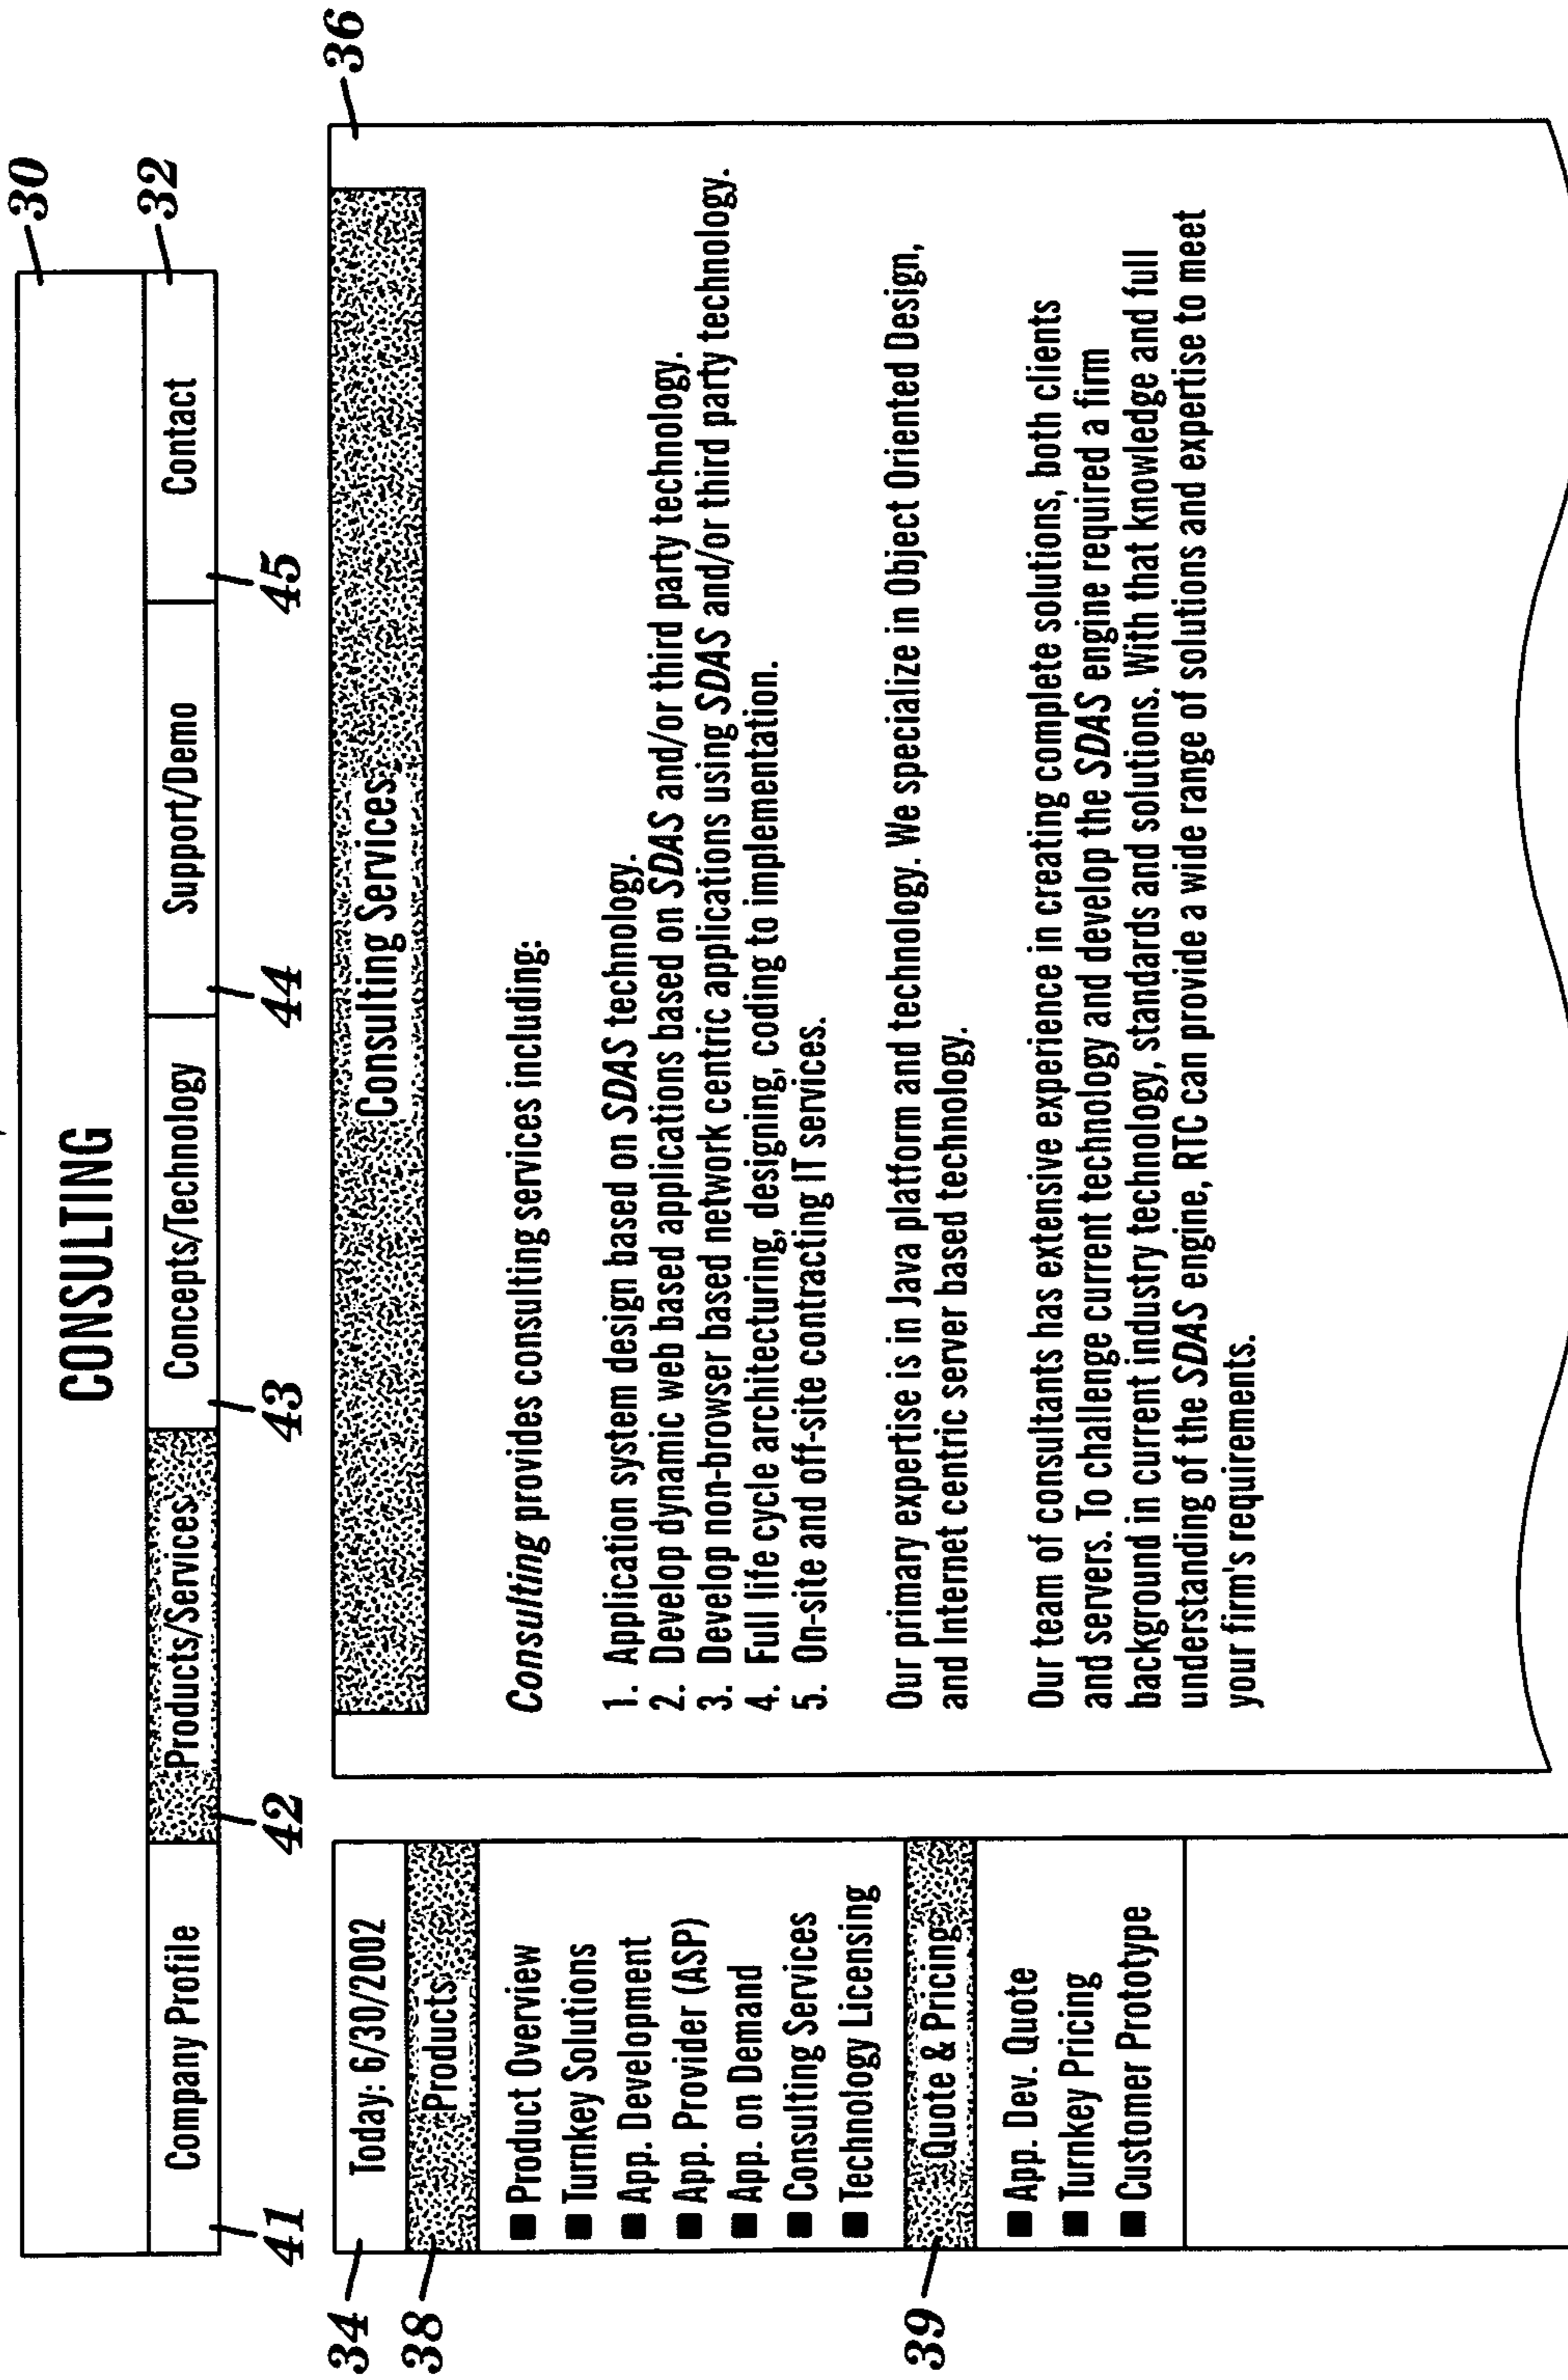 30
CONSULTING
Company Profile
Products/Services
Concepts/Technology
Support/Demo
Contact
32
41
42
43
44
45
34
Today: 6/30/2002
38
Products
■ Product Overview
■ Turnkey Solutions
■ App. Development
■ App. Provider (ASP)
■ App. on Demand
■ Consulting Services
■ Technology Licensing
39
Quote & Pricing
■ App. Dev. Quote
■ Turnkey Pricing
■ Customer Prototype
36
Consulting Services
Consulting provides consulting services including:
1. Application system design based on SDAS technology.
2. Develop dynamic web based applications based on SDAS and/or third party technology.
3. Develop non-browser based network centric applications using SDAS and/or third party technology.
4. Full life cycle architecturing, designing, coding to implementation.
5. On-site and off-site contracting IT services.
Our primary expertise is in Java platform and technology. We specialize in Object Oriented Design,
and Internet centric server based technology.
Our team of consultants has extensive experience in creating complete solutions, both clients
and servers. To challenge current technology and develop the SDAS engine required a firm
background in current industry technology, standards and solutions. With that knowledge and full
understanding of the SDAS engine, RTC can provide a wide range of solutions and expertise to meet
your firm's requirements.